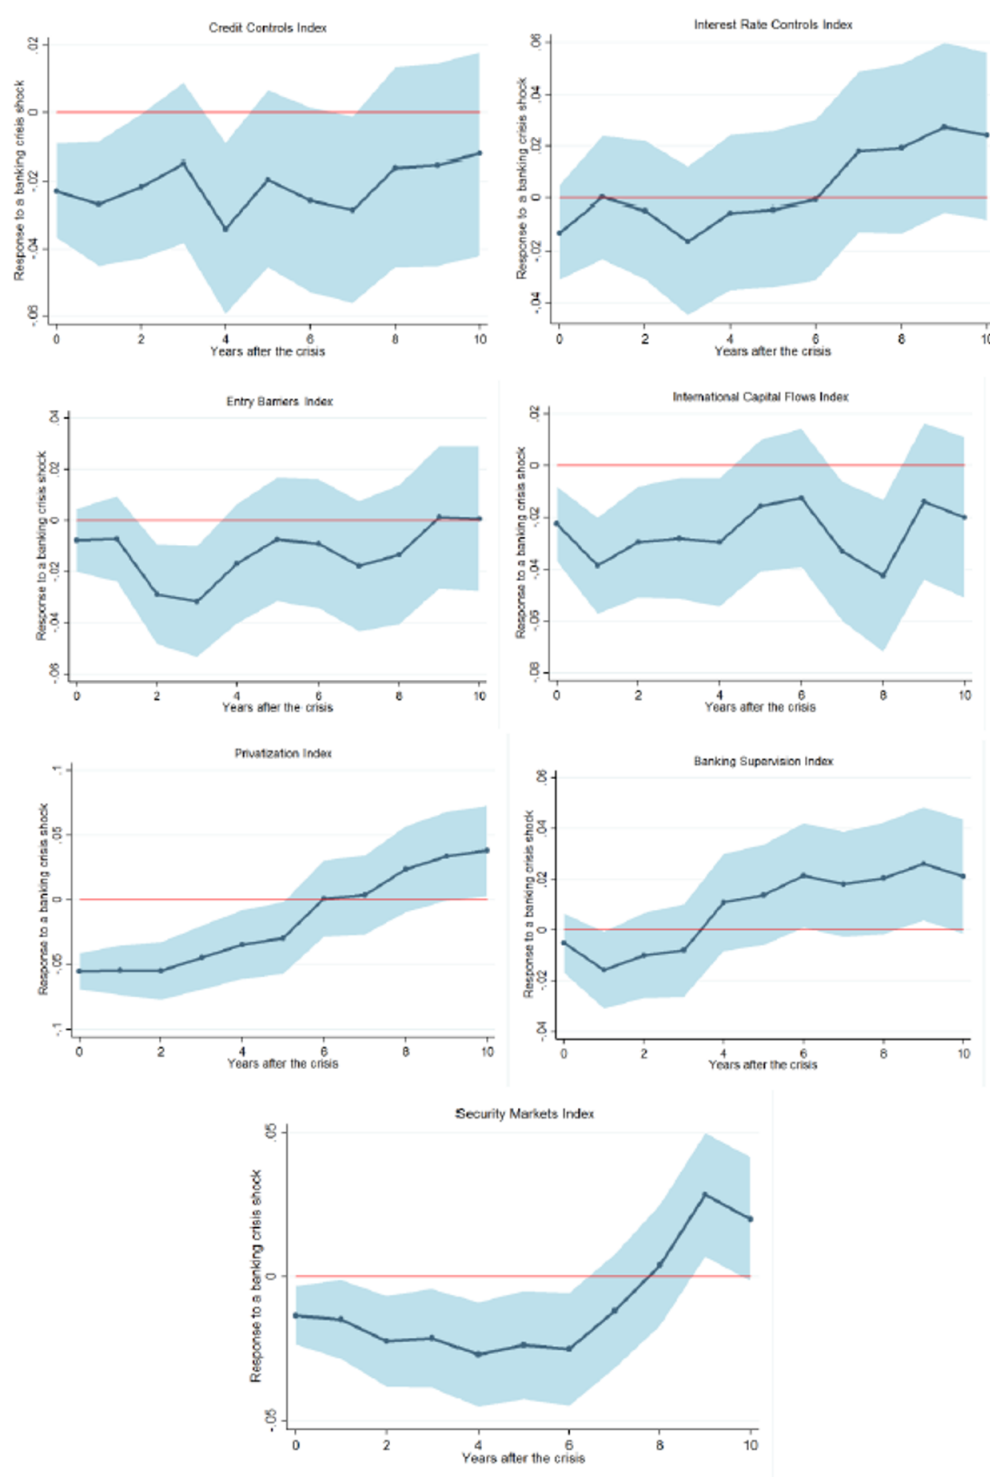 Credit Controls Index
Response to a banking crisis shock
.02
0
-.02
-.04
-.06
0 2 4 6 8 10
Years after the crisis
Interest Rate Controls Index
Response to a banking crisis shock
.06
.04
.02
0
-.02
-.04
0 2 4 6 8 10
Years after the crisis
Entry Barriers Index
Response to a banking crisis shock
.04
.02
0
-.02
-.04
-.06
0 2 4 6 8 10
Years after the crisis
International Capital Flows Index
Response to a banking crisis shock
.02
0
-.02
-.04
-.06
-.08
0 2 4 6 8 10
Years after the crisis
Privatization Index
Response to a banking crisis shock
.1
.05
0
-.05
-.1
0 2 4 6 8 10
Years after the crisis
Banking Supervision Index
Response to a banking crisis shock
.06
.04
.02
0
-.02
-.04
0 2 4 6 8 10
Years after the crisis
Security Markets Index
Response to a banking crisis shock
.05
0
-.05
0 2 4 6 8 10
Years after the crisis